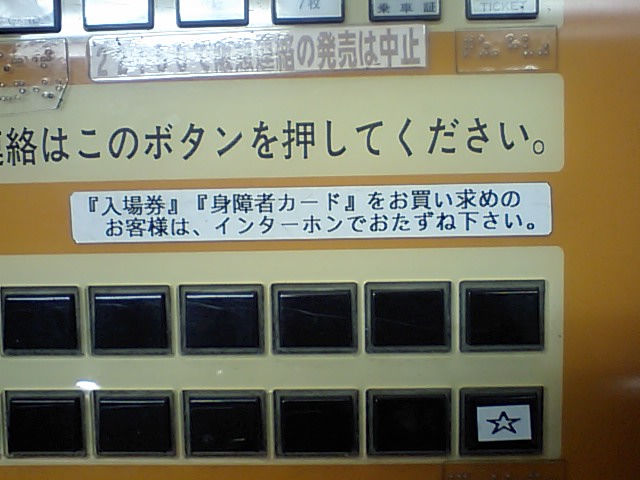 枚
乗車証
TICKET
の発売は中止
絡はこのボタンを押してください。
『入場券』『身障者カード』をお買い求めの
お客様は、インターホンでおたずね下さい。
☆